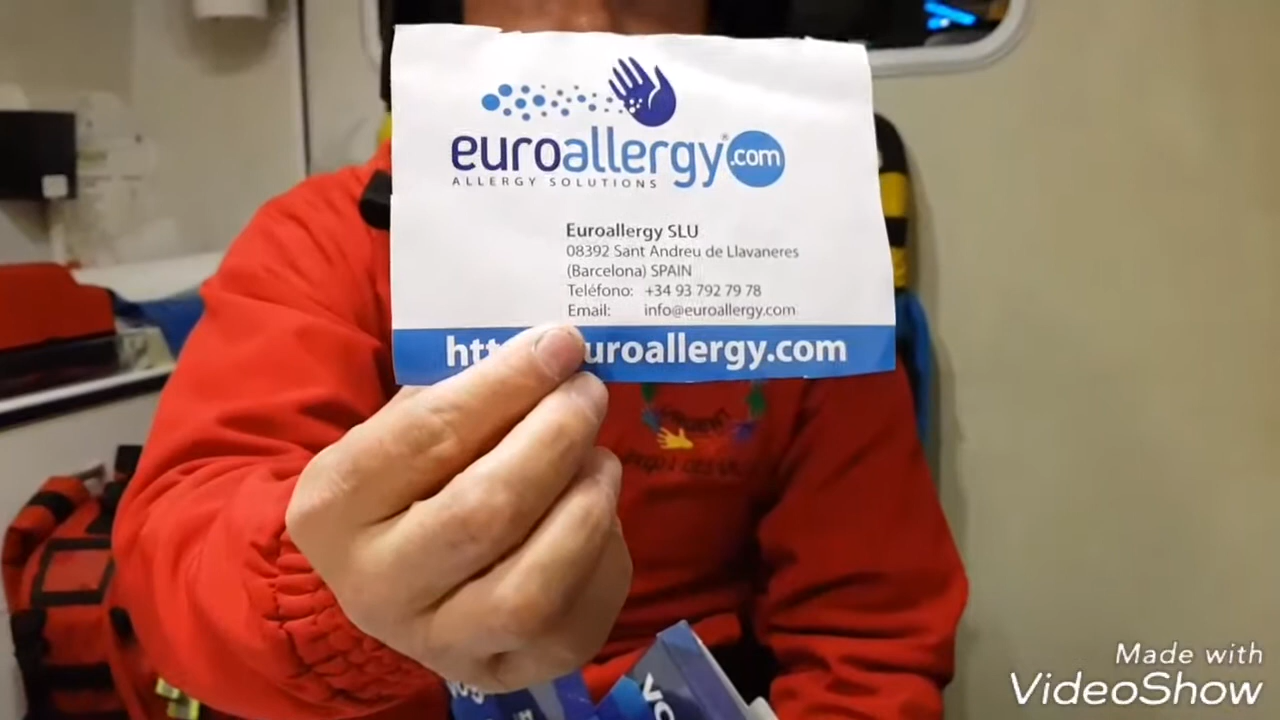 euroallergy®.com
ALLERGY SOLUTIONS
Euroallergy SLU
08392 Sant Andreu de Llavaneres
(Barcelona) SPAIN
Teléfono: +34 93 792 79 78
Email: info@euroallergy.com
uroallergy.com
Made with
VideoShow